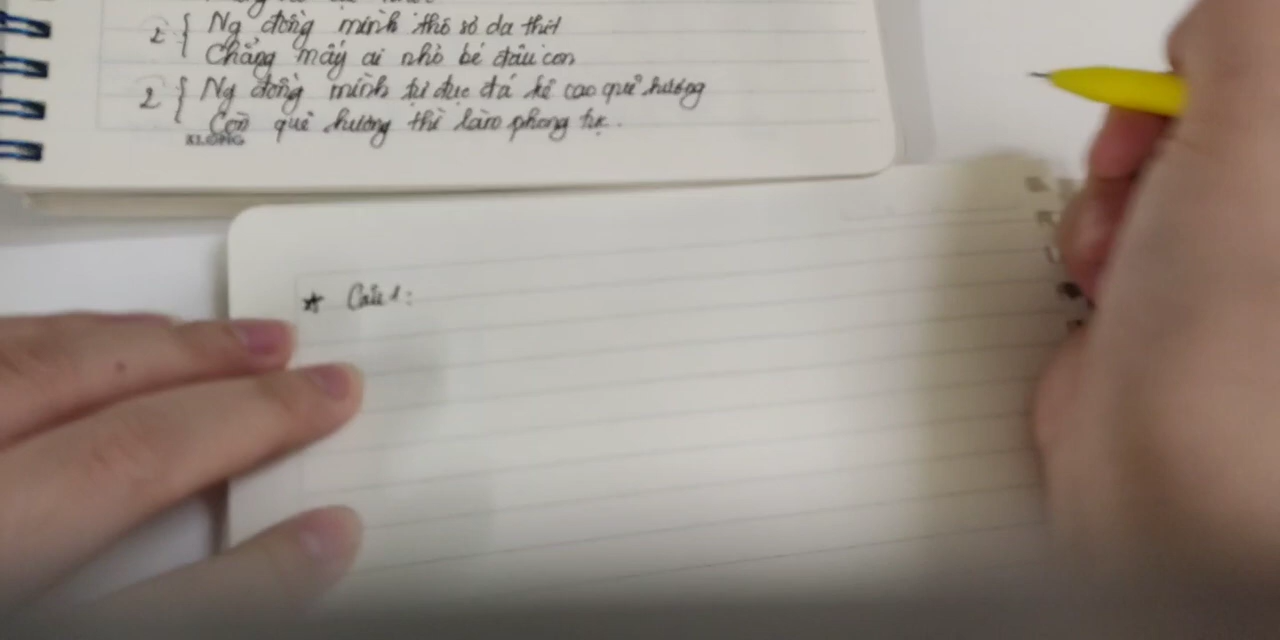 2 { Ng đồng mình thô sơ da thịt
Chẳng mấy ai nhỏ bé đâu con
2 { Ng đồng mình tự đục đá kê cao quê hương
Còn quê hương thì làm phong tục.
KLONG
* Câu 1: